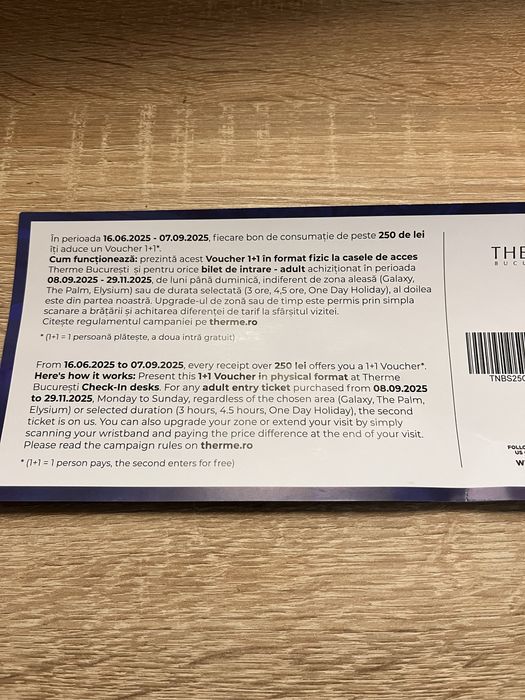 În perioada 16.06.2025 - 07.09.2025, fiecare bon de consumație de peste 250 de lei
îți aduce un Voucher 1+1*.
Cum funcționează: prezintă acest Voucher 1+1 în format fizic la casele de acces
Therme București și pentru orice bilet de intrare - adult achiziționat în perioada
08.09.2025 - 29.11.2025, de luni până duminică, indiferent de zona aleasă (Galaxy,
The Palm, Elysium) sau de durata selectată (3 ore, 4,5 ore, One Day Holiday), al doilea
este din partea noastră. Upgrade-ul de zonă sau de timp este permis prin simpla
scanare a brățării și achitarea diferenței de tarif la sfârșitul vizitei.
Citește regulamentul campaniei pe therme.ro
* (1+1 = 1 persoană plătește, a doua intră gratuit)
From 16.06.2025 to 07.09.2025, every receipt over 250 lei offers you a 1+1 Voucher*.
Here's how it works: Present this 1+1 Voucher in physical format at Therme
București Check-In desks. For any adult entry ticket purchased from 08.09.2025
to 29.11.2025, Monday to Sunday, regardless of the chosen area (Galaxy, The Palm,
Elysium) or selected duration (3 hours, 4.5 hours, One Day Holiday), the second
ticket is on us. You can also upgrade your zone or extend your visit by simply
scanning your wristband and paying the price difference at the end of your visit.
Please read the campaign rules on therme.ro
* (1+1 = 1 person pays, the second enters for free)
THE
BUCU
TNBS250
FOLLO
US
W